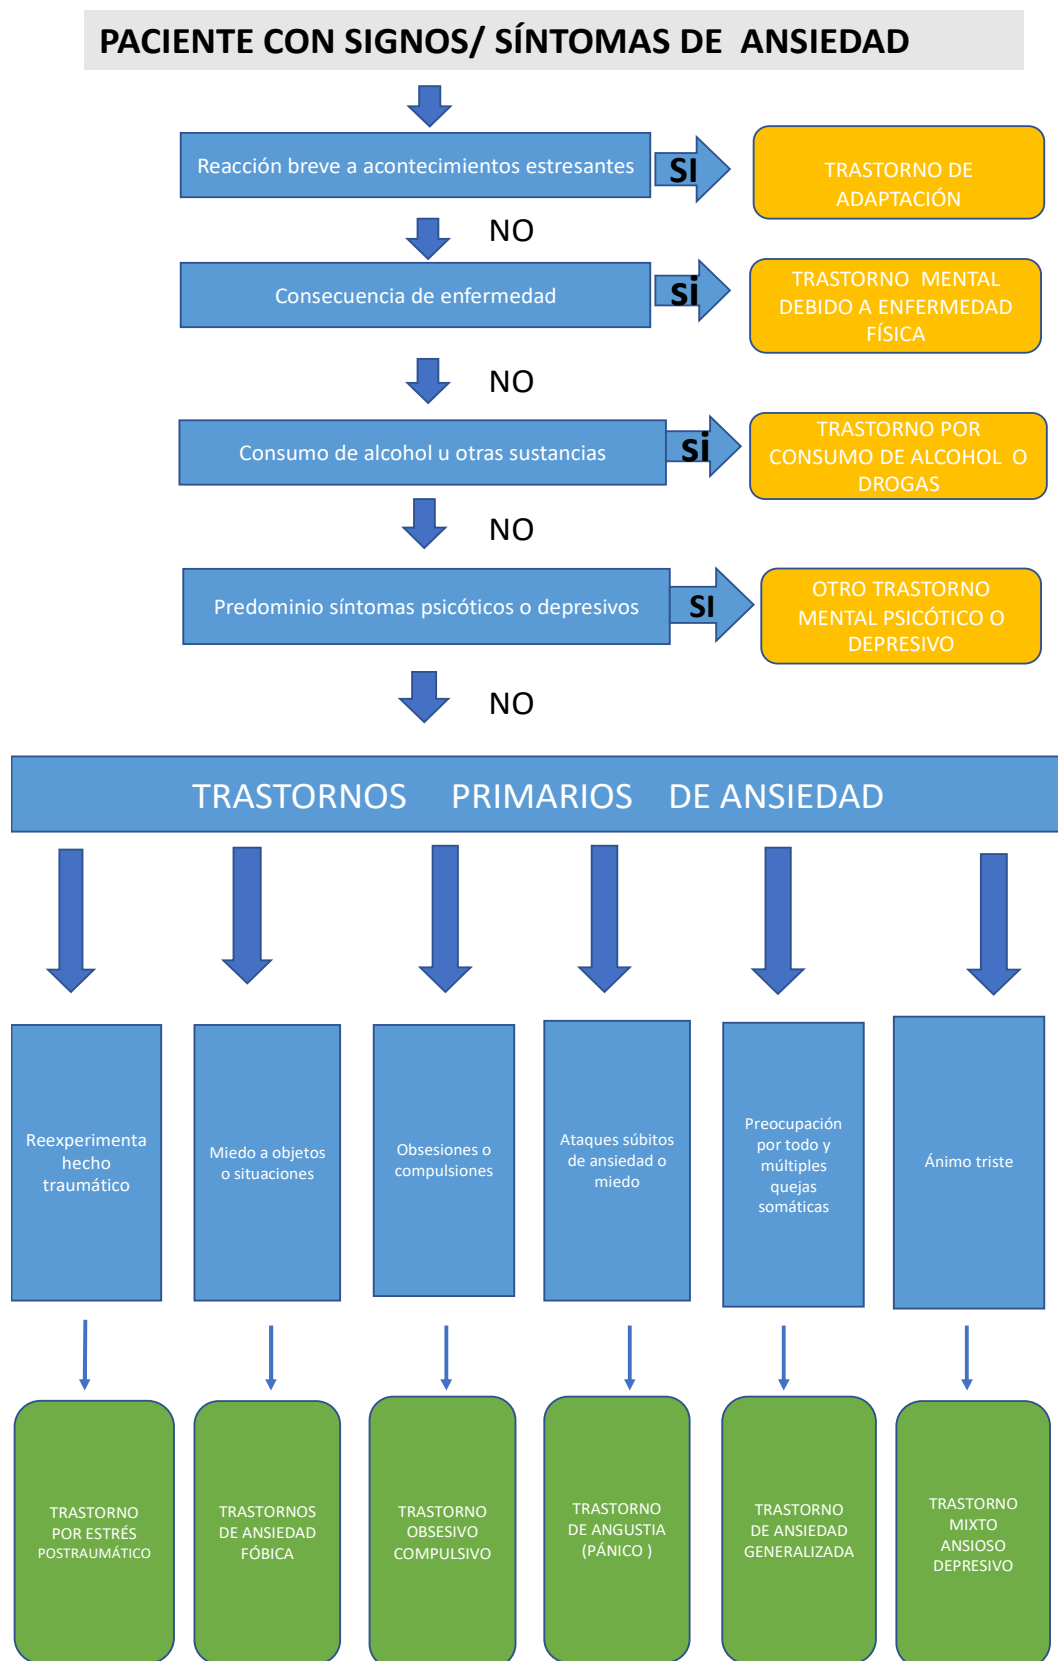 PACIENTE CON SIGNOS/ SÍNTOMAS DE ANSIEDAD
Reacción breve a acontecimientos estresantes
SI
TRASTORNO DE
ADAPTACIÓN
NO
Consecuencia de enfermedad
si
TRASTORNO MENTAL
DEBIDO A ENFERMEDAD
FÍSICA
NO
Consumo de alcohol u otras sustancias
si
TRASTORNO POR
CONSUMO DE ALCOHOL O
DROGAS
NO
Predominio síntomas psicóticos o depresivos
SI
OTRO TRASTORNO
MENTAL PSICÓTICO O
DEPRESIVO
NO
TRASTORNOS PRIMARIOS DE ANSIEDAD
Reexperimenta
hecho
traumático
Miedo a objetos
o situaciones
Obsesiones o
compulsiones
Ataques súbitos
de ansiedad o
miedo
Preocupación
por todo y
múltiples
quejas
somáticas
Ánimo triste
TRASTORNO
POR ESTRÉS
POSTRAUMÁTICO
TRASTORNOS
DE ANSIEDAD
FÓBICA
TRASTORNO
OBSESIVO
COMPULSIVO
TRASTORNO
DE ANGUSTIA
(PÁNICO )
TRASTORNO
DE ANSIEDAD
GENERALIZADA
TRASTORNO
MIXTO
ANSIOSO
DEPRESIVO